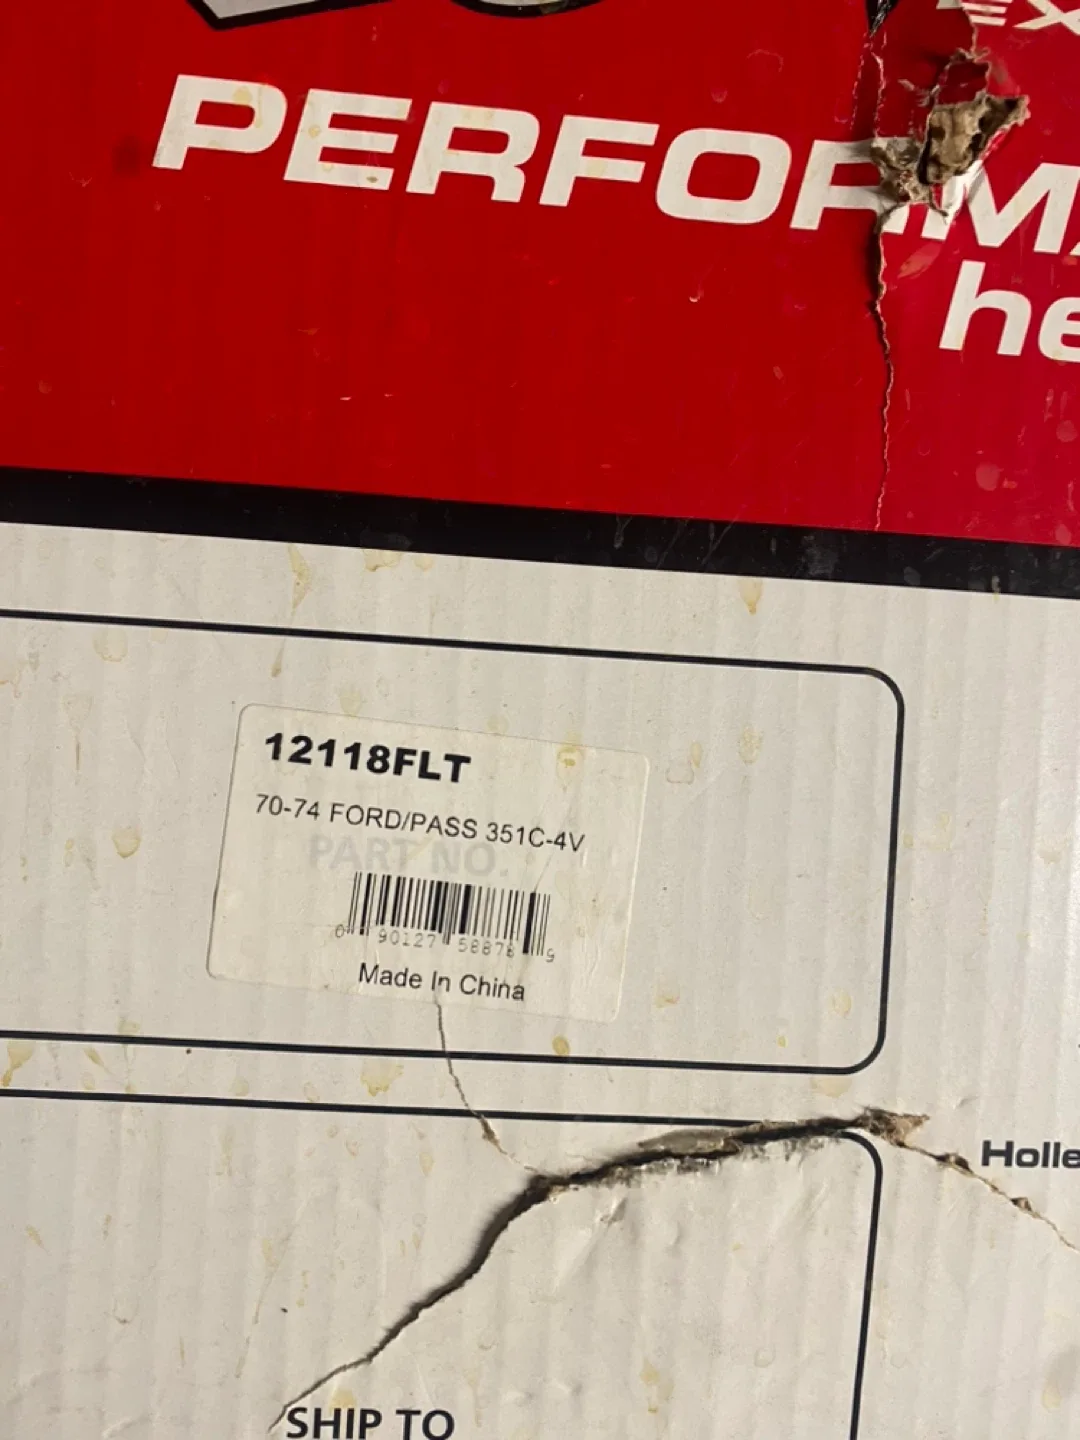 PERFORMA
he
12118FLT
70-74 FORD/PASS 351C-4V
PART NO.
0 90127 58878 9
Made In China
Holle
SHIP TO